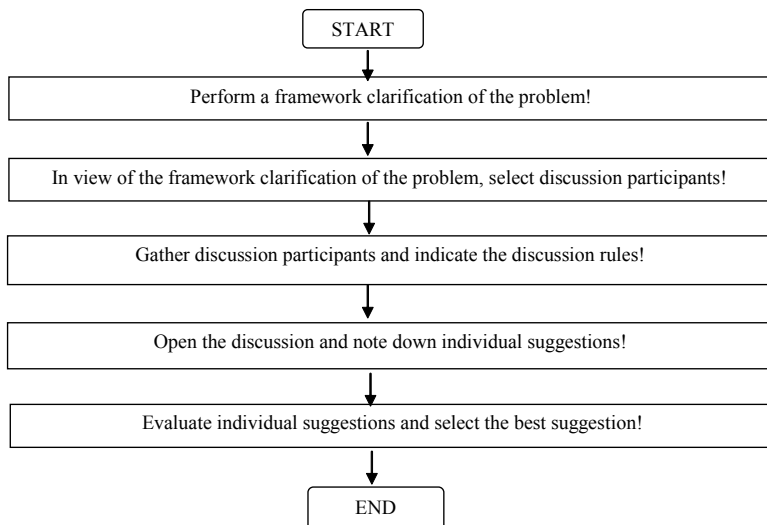 START
Perform a framework clarification of the problem!
In view of the framework clarification of the problem, select discussion participants!
Gather discussion participants and indicate the discussion rules!
Open the discussion and note down individual suggestions!
Evaluate individual suggestions and select the best suggestion!
END